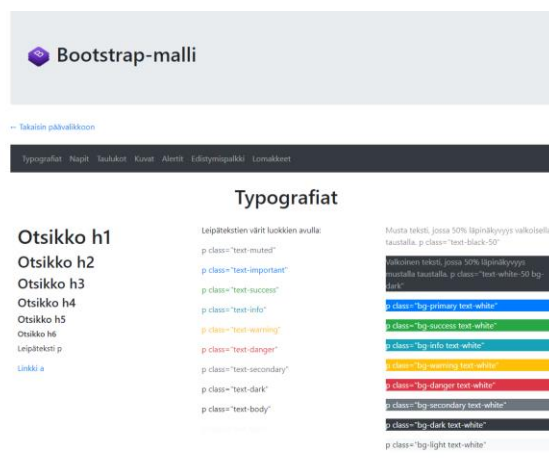 Bootstrap-malli
← Takaisin päävalikkoon
Typografiat Napit Taulukot Kuvat Alertit Edistymispalkki Lomakkeet
Typografiat
Otsikko h1
Otsikko h2
Otsikko h3
Otsikko h4
Otsikko h5
Otsikko h6
Leipäteksti p
Linkki a
Leipätekstien värit luokkien avulla:
p class="text-muted"
p class="text-important"
p class="text-success"
p class="text-info"
p class="text-warning"
p class="text-danger"
p class="text-secondary"
p class="text-dark"
p class="text-body"
Musta teksti, jossa 50% läpinäkyvyys valkoisella
taustalla. p class="text-black-50"
Valkoinen teksti, jossa 50% läpinäkyvyys
mustalla taustalla. p class="text-white-50 bg-
dark"
p class="bg-primary text-white"
p class="bg-success text-white"
p class="bg-info text-white"
p class="bg-warning text-white"
p class="bg-danger text-white"
p class="bg-secondary text-white"
p class="bg-dark text-white"
p class="bg-light text-white"